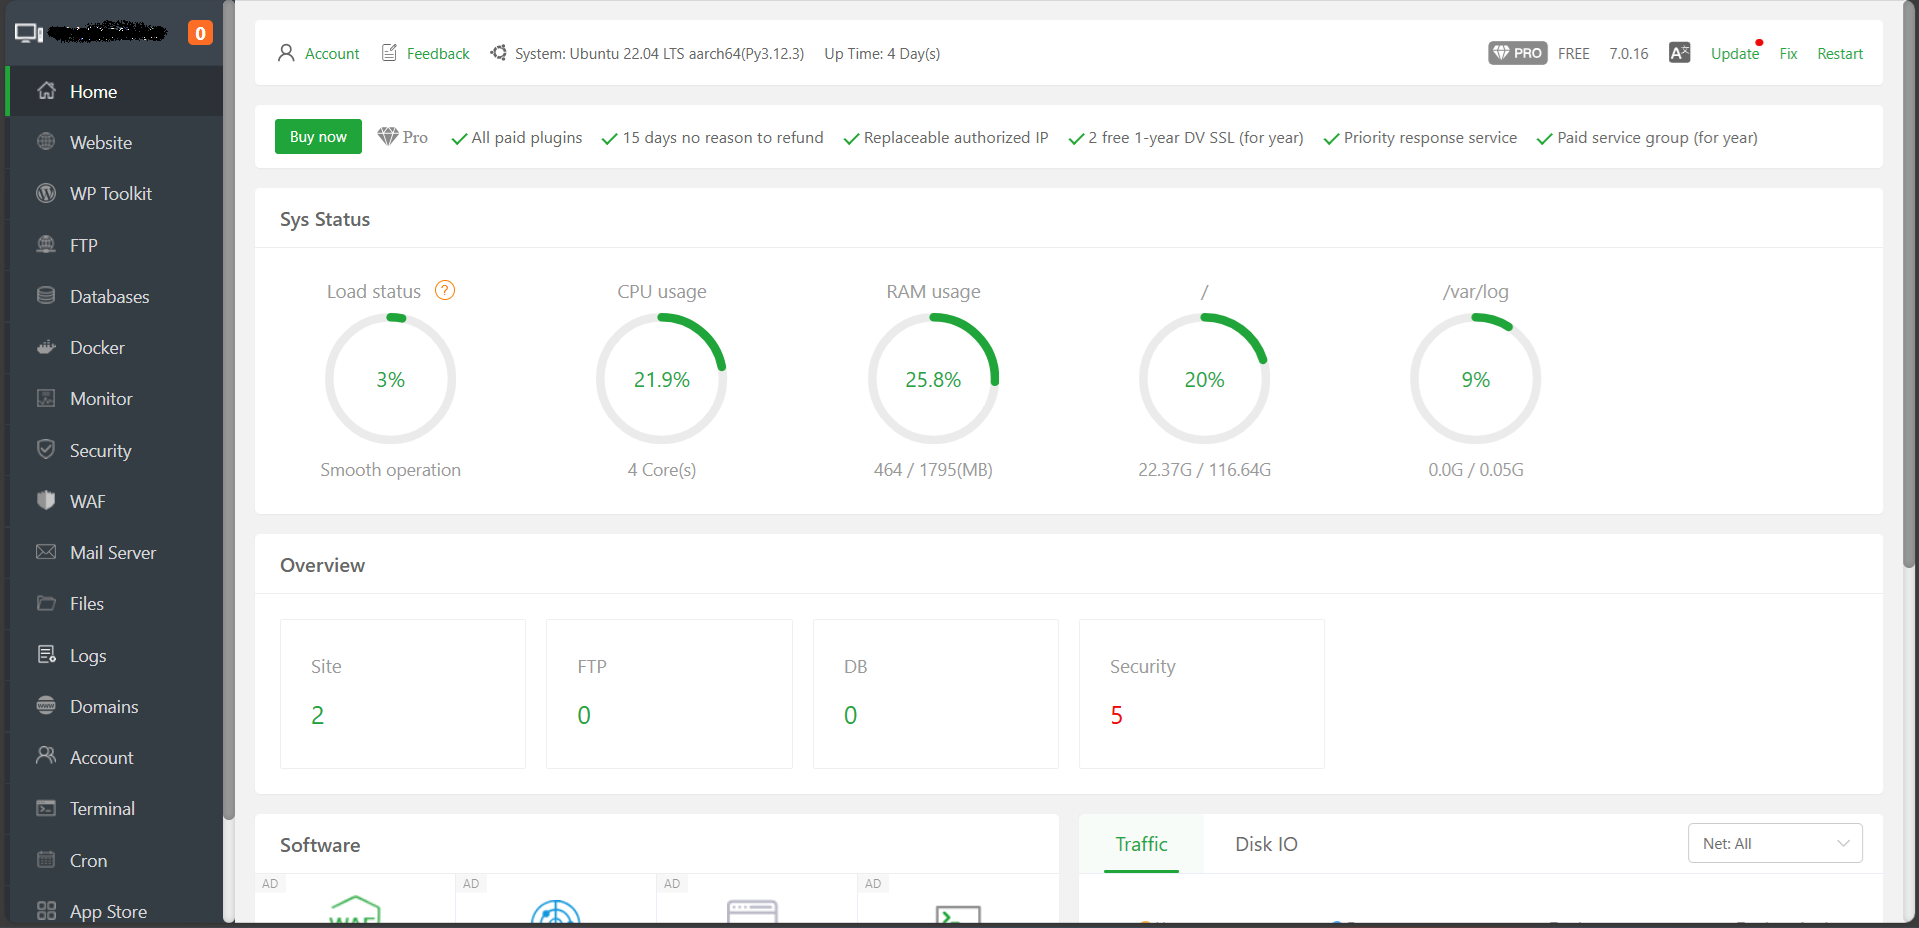 0
Home
Website
WP Toolkit
FTP
Databases
Docker
Monitor
Security
WAF
Mail Server
Files
Logs
Domains
Account
Terminal
Cron
App Store
Account Feedback System: Ubuntu 22.04 LTS aarch64(Py3.12.3) Up Time: 4 Day(s) PRO FREE 7.0.16 Update Fix Restart
Buy now Pro All paid plugins 15 days no reason to refund Replaceable authorized IP 2 free 1-year DV SSL (for year) Priority response service Paid service group (for year)
Sys Status
Load status ? CPU usage RAM usage / /var/log
3% 21.9% 25.8% 20% 9%
Smooth operation 4 Core(s) 464 / 1795(MB) 22.37G / 116.64G 0.0G / 0.05G
Overview
Site FTP DB Security
2 0 0 5
Software
AD AD AD AD
WAF
Traffic Disk IO Net: All